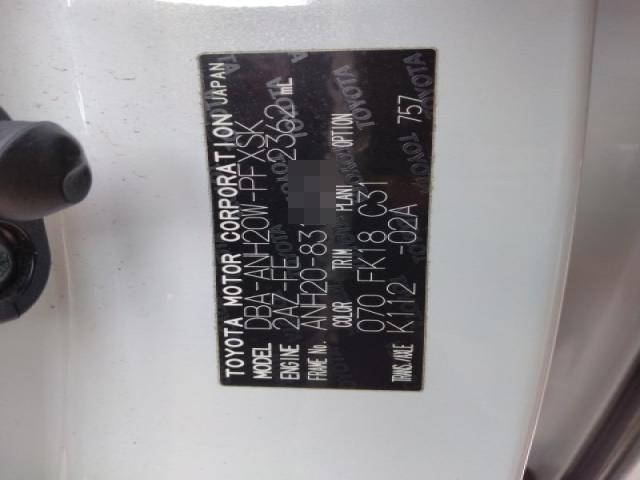 TOYOTA MOTOR CORPORATION JAPAN
MODEL DBA-ANH20W-PFXSK
ENGINE 2AZ-FE 2362 mL
FRAME No. ANH20-831
COLOR TRIM PLANT OPTION
070 FK18 C31 757
TRANS./AXLE K112 -02A